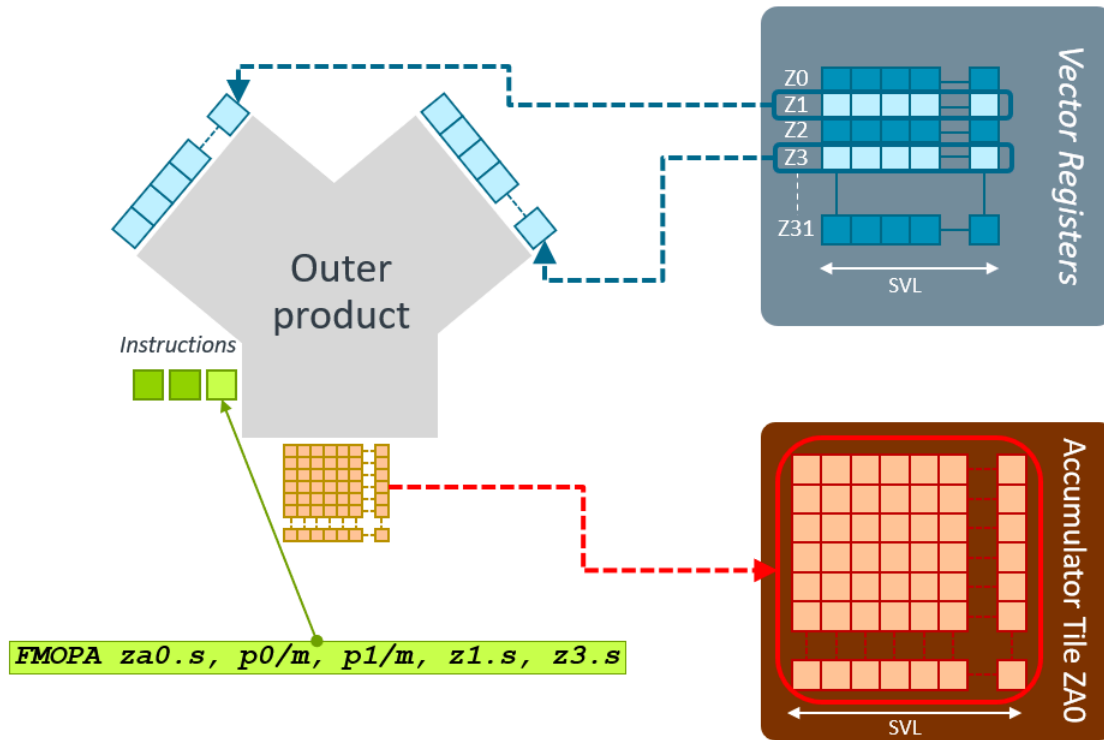 Z0
Z1
Z2
Z3
Z31
SVL
Vector Registers
Outer
product
Instructions
FMOPA za0.s, p0/m, p1/m, z1.s, z3.s
Accumulator Tile ZA0
SVL